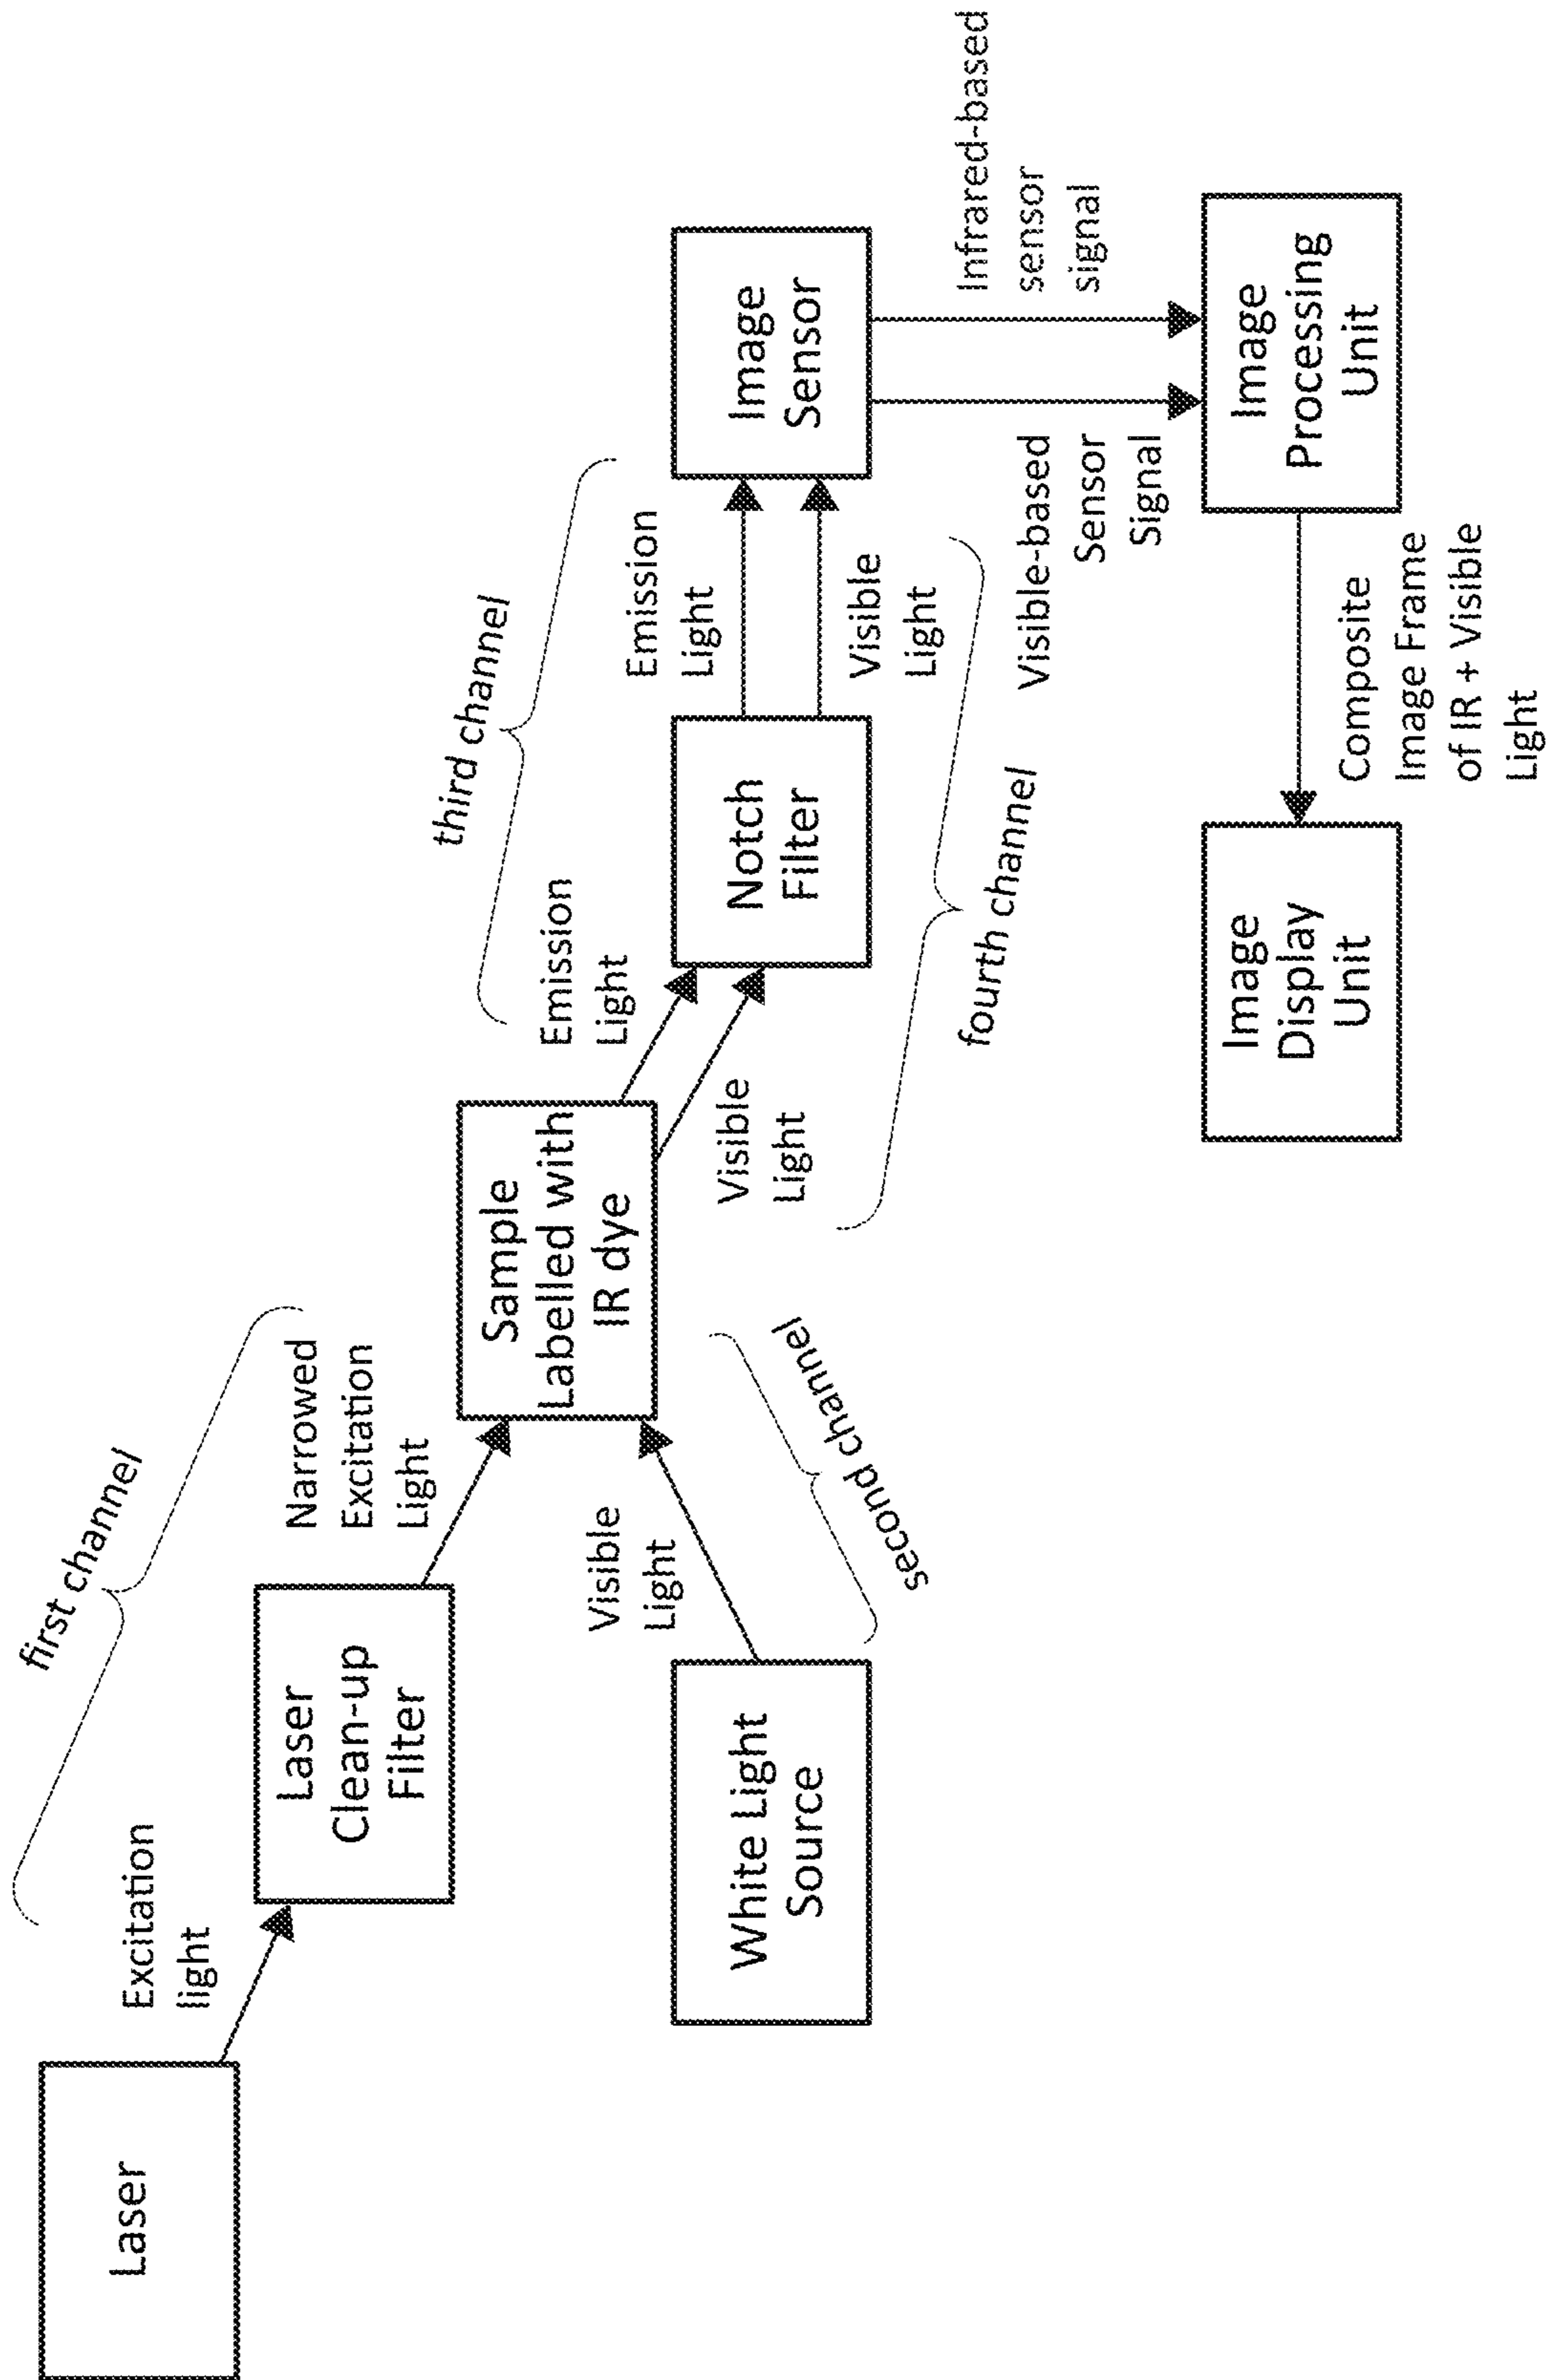 first channel
Excitation
light
Narrowed
Excitation
Light
Laser
Laser
Clean-up
Filter
Visible
Light
White Light
Source
second channel
Sample
Labelled with
IR dye
third channel
Emission
Light
Visible
Light
Notch
Filter
fourth channel
Emission
Light
Visible
Light
Image
Sensor
Visible-based
Sensor
Signal
Infrared-based
sensor
signal
Image
Processing
Unit
Composite
Image Frame
of IR + Visible
Light
Image
Display
Unit